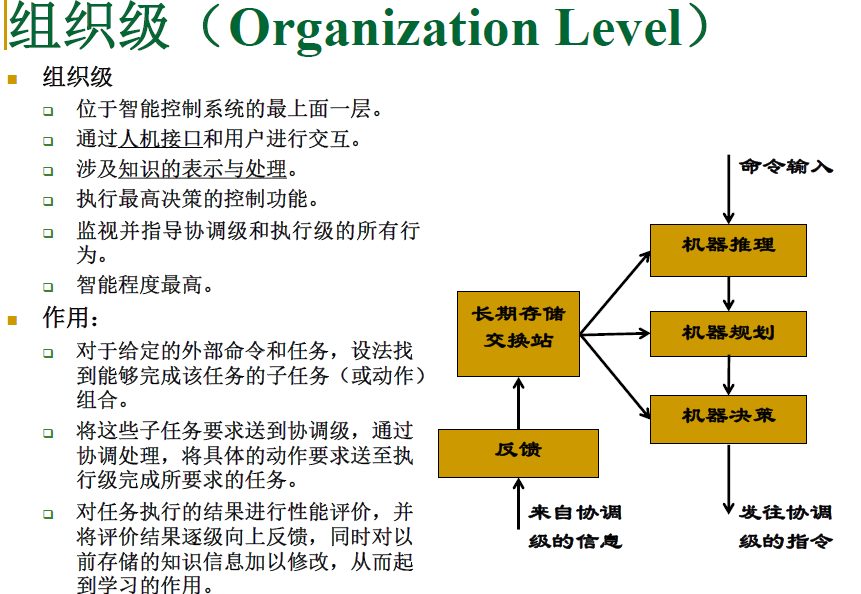 组织级（Organization Level）
组织级
位于智能控制系统的最上面一层。
通过人机接口和用户进行交互。
涉及知识的表示与处理。
执行最高决策的控制功能。
监视并指导协调级和执行级的所有行
为。
智能程度最高。
作用：
对于给定的外部命令和任务，设法找
到能够完成该任务的子任务（或动作）
组合。
将这些子任务要求送到协调级，通过
协调处理，将具体的动作要求送至执
行级完成所要求的任务。
对任务执行的结果进行性能评价，并
将评价结果逐级向上反馈，同时对以
前存储的知识信息加以修改，从而起
到学习的作用。
命令输入
机器推理
长期存储
交换站
机器规划
机器决策
反馈
来自协调
级的信息
发往协调
级的指令